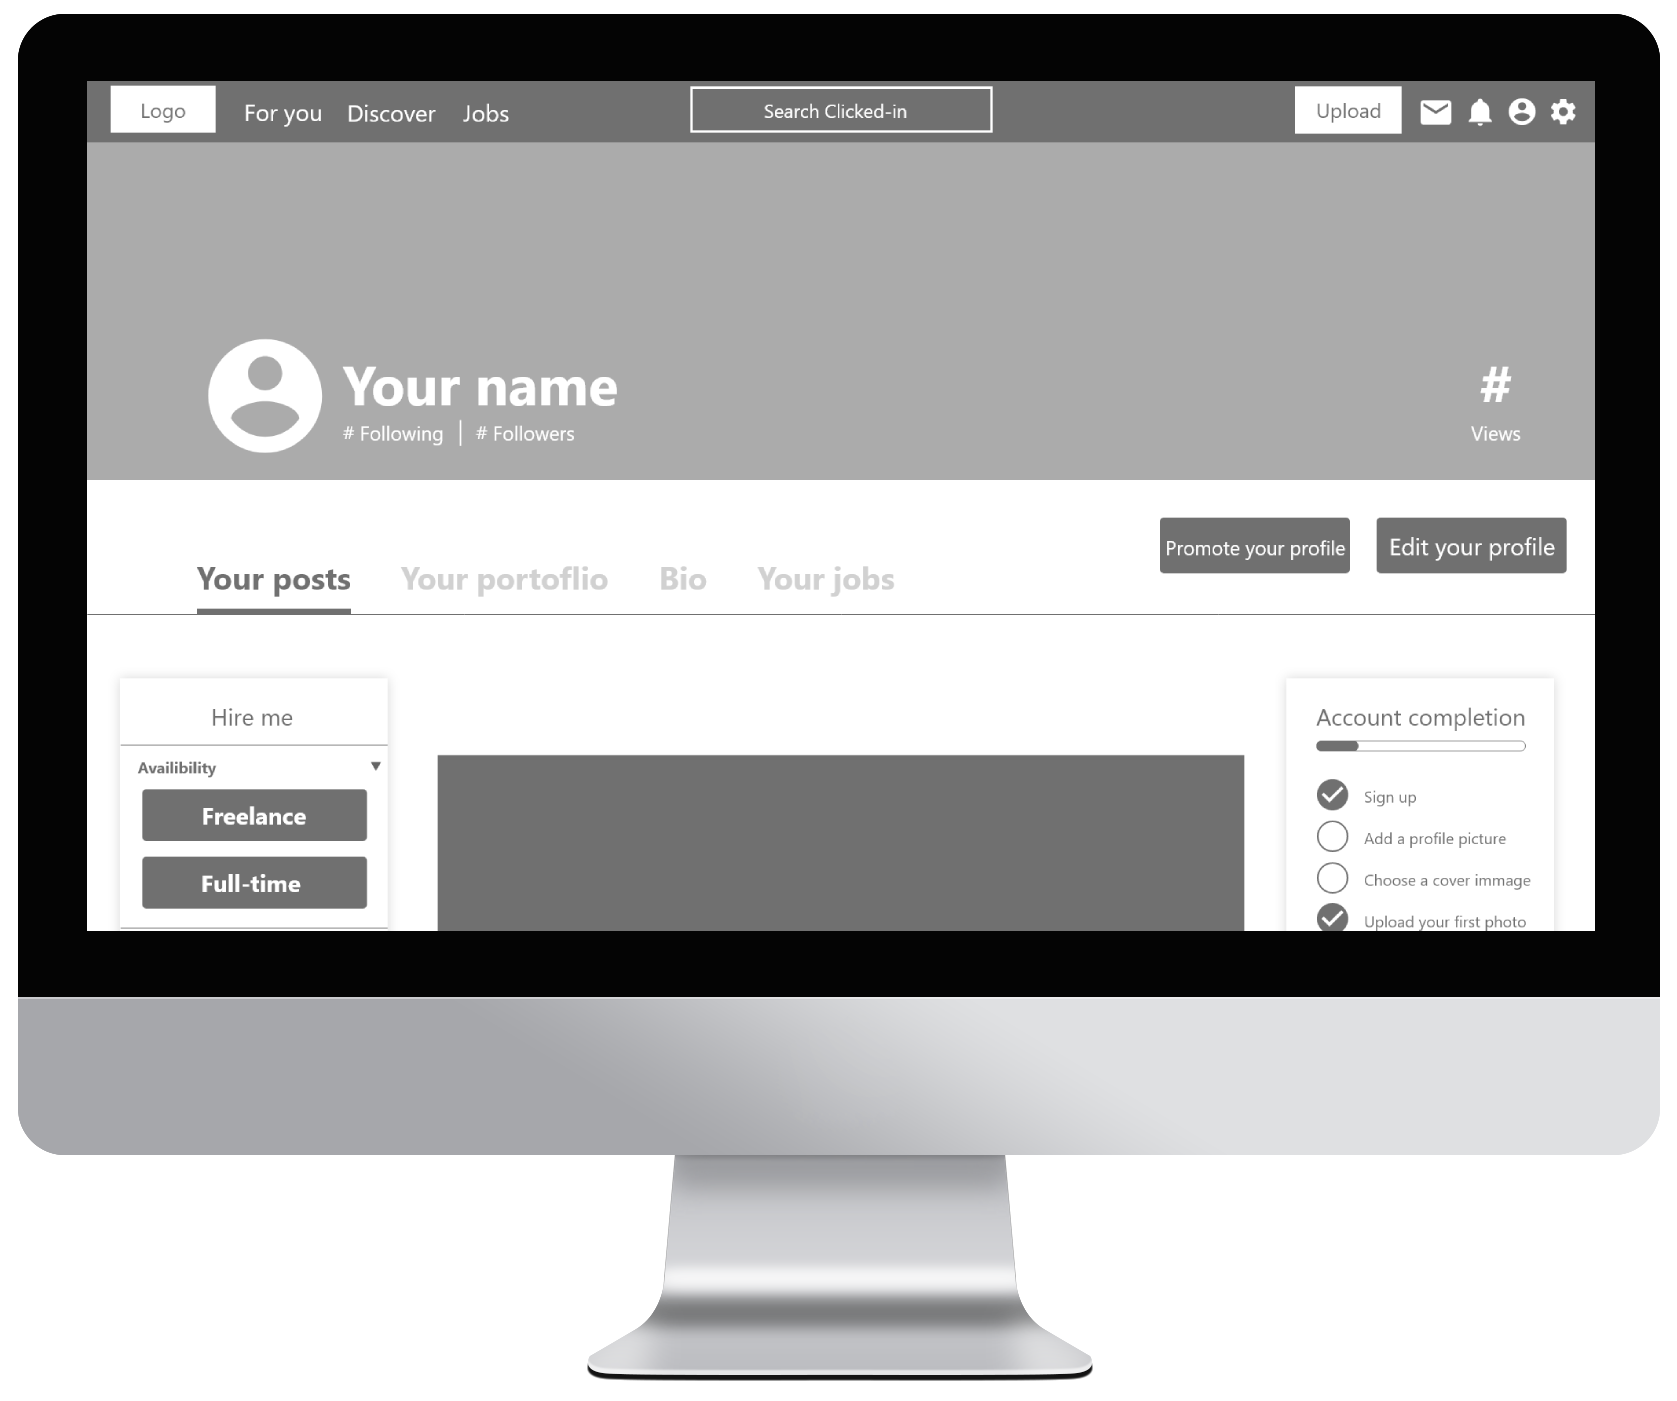 Logo
For you
Discover
Jobs
Search Clicked-in
Upload
Your name
# Following
# Followers
#
Views
Promote your profile
Edit your profile
Your posts
Your portoflio
Bio
Your jobs
Hire me
Availibility
Freelance
Full-time
Account completion
Sign up
Add a profile picture
Choose a cover immage
Upload your first photo